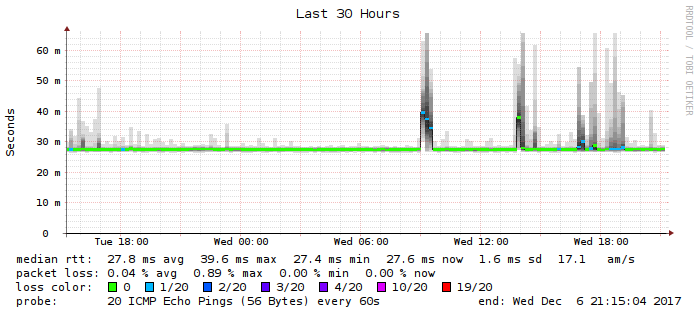 Last 30 Hours
RRDTOOL / TOBI OETIKER
Seconds
60 m
50 m
40 m
30 m
20 m
10 m
0
Tue 18:00 Wed 00:00 Wed 06:00 Wed 12:00 Wed 18:00
median rtt: 27.8 ms avg 39.6 ms max 27.4 ms min 27.6 ms now 1.6 ms sd 17.1 am/s
packet loss: 0.04 % avg 0.89 % max 0.00 % min 0.00 % now
loss color: 0 1/20 2/20 3/20 4/20 10/20 19/20
probe: 20 ICMP Echo Pings (56 Bytes) every 60s end: Wed Dec 6 21:15:04 2017